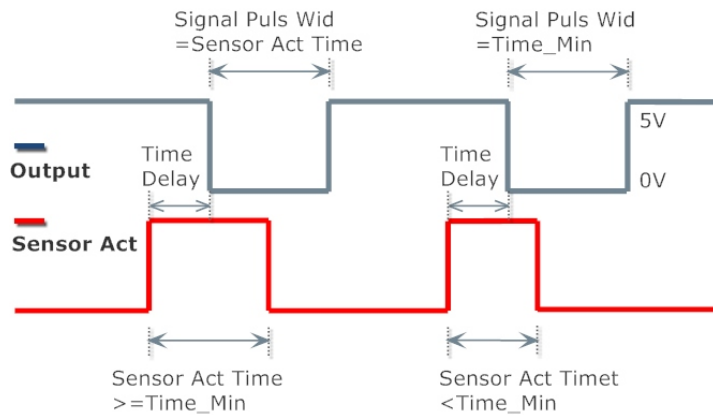 Signal Puls Wid
=Sensor Act Time
Signal Puls Wid
=Time_Min
5V
Output
Time
Delay
Time
Delay
0V
Sensor Act
Sensor Act Time
>=Time_Min
Sensor Act Timet
<Time_Min